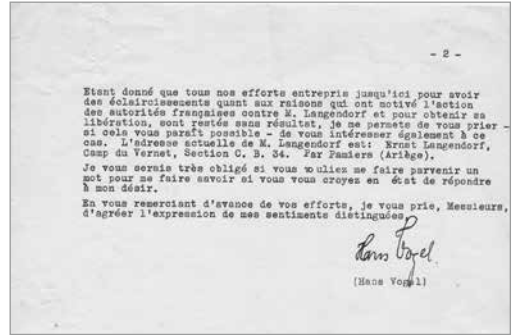 - 2 -
Etant donné que tous nos efforts entrepris jusqu'ici pour avoir
des éclaircissements quant aux raisons qui ont motivé l'action
des autorités françaises contre M. Langendorf et pour obtenir sa
libération, sont restés sans résultat, je me permets de vous prier -
si cela vous paraît possible - de vous intéresser également à ce
cas. L'adresse actuelle de M. Langendorf est: Ernst Langendorf,
Camp du Vernet, Section C. B. 34. Par Pamiers (Ariège).
Je vous serais très obligé si vous vouliez me faire parvenir un
mot pour me faire savoir si vous vous croyez en état de répondre
à mon désir.
En vous remerciant d'avance de vos efforts, je vous prie, Messieurs,
d'agréer l'expression de mes sentiments distingués
Hans Vogel.
(Hans Vogel)